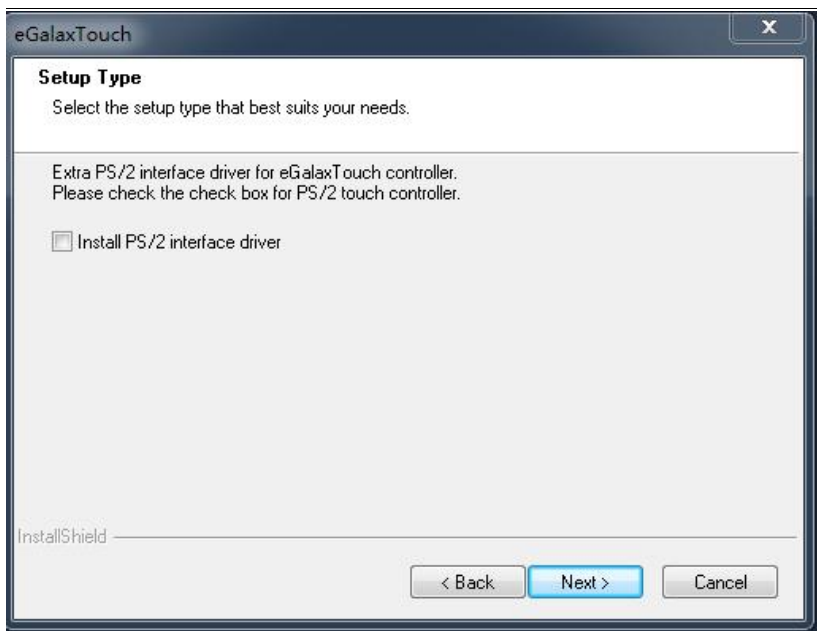 eGalaxTouch
X
Setup Type
Select the setup type that best suits your needs.
Extra PS/2 interface driver for eGalaxTouch controller.
Please check the check box for PS/2 touch controller.
Install PS/2 interface driver
InstallShield
< Back Next > Cancel